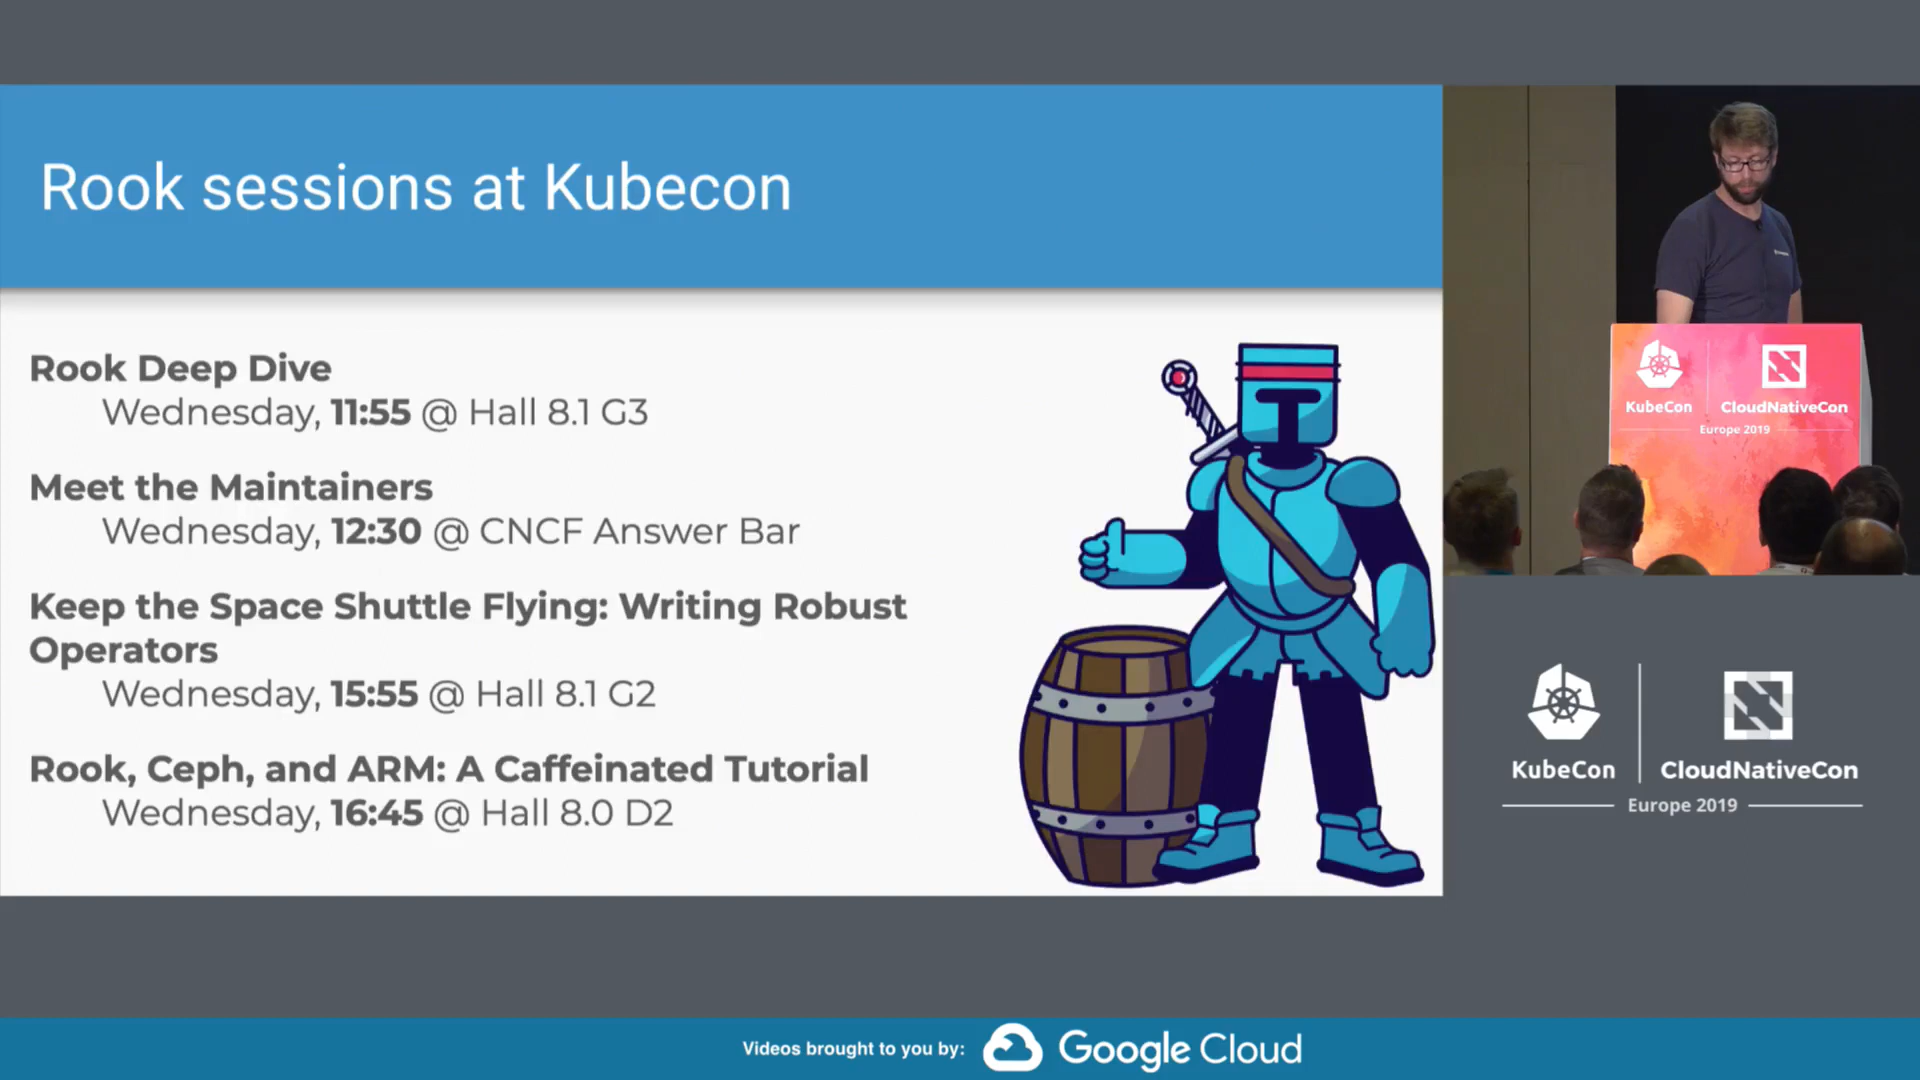 Rook sessions at Kubecon
Rook Deep Dive
Wednesday, 11:55 @ Hall 8.1 G3
Meet the Maintainers
Wednesday, 12:30 @ CNCF Answer Bar
Keep the Space Shuttle Flying: Writing Robust
Operators
Wednesday, 15:55 @ Hall 8.1 G2
Rook, Ceph, and ARM: A Caffeinated Tutorial
Wednesday, 16:45 @ Hall 8.0 D2
KubeCon
CloudNativeCon
Europe 2019
KubeCon
CloudNativeCon
Europe 2019
Videos brought to you by:
Google Cloud